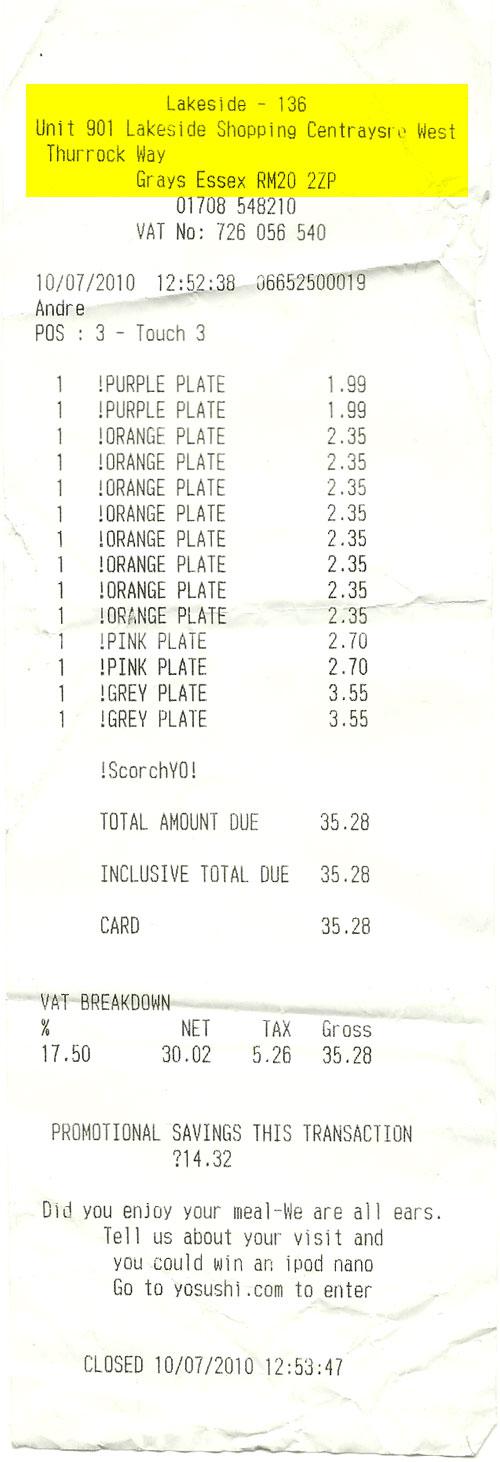 Lakeside - 136
Unit 901 Lakeside Shopping Centraysre West
Thurrock Way
Grays Essex RM20 2ZP
01708 548210
VAT No: 726 056 540
10/07/2010 12:52:38 06652500019
Andre
POS : 3 - Touch 3
1 !PURPLE PLATE 1.99
1 !PURPLE PLATE 1.99
1 !ORANGE PLATE 2.35
1 !ORANGE PLATE 2.35
1 !ORANGE PLATE 2.35
1 !ORANGE PLATE 2.35
1 !ORANGE PLATE 2.35
1 !ORANGE PLATE 2.35
1 !ORANGE PLATE 2.35
1 !ORANGE PLATE 2.35
1 !PINK PLATE 2.70
1 !PINK PLATE 2.70
1 !GREY PLATE 3.55
1 !GREY PLATE 3.55
!ScorchYO!
TOTAL AMOUNT DUE 35.28
INCLUSIVE TOTAL DUE 35.28
CARD 35.28
VAT BREAKDOWN
% NET TAX Gross
17.50 30.02 5.26 35.28
PROMOTIONAL SAVINGS THIS TRANSACTION
?14.32
Did you enjoy your meal-We are all ears.
Tell us about your visit and
you could win an ipod nano
Go to yosushi.com to enter
CLOSED 10/07/2010 12:53:47